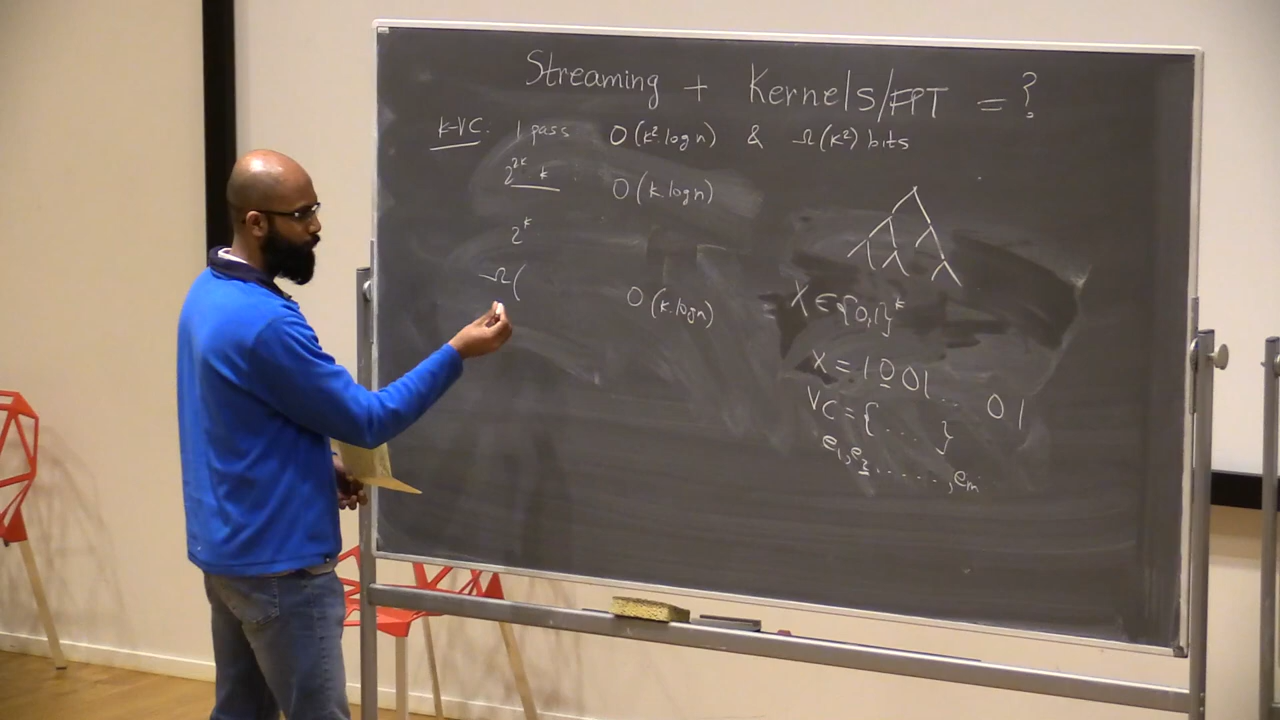 Streaming + Kernels/FPT = ?
k-VC. 1 pass O(k².log n) & Ω(k²) bits
2^{2k} k O(k.log n)
2^k
Ω( O(k.log n)
X ∈ {0,1}^k
X = 1001... 01
VC = {....}
e₁,e₂.......,eₘ